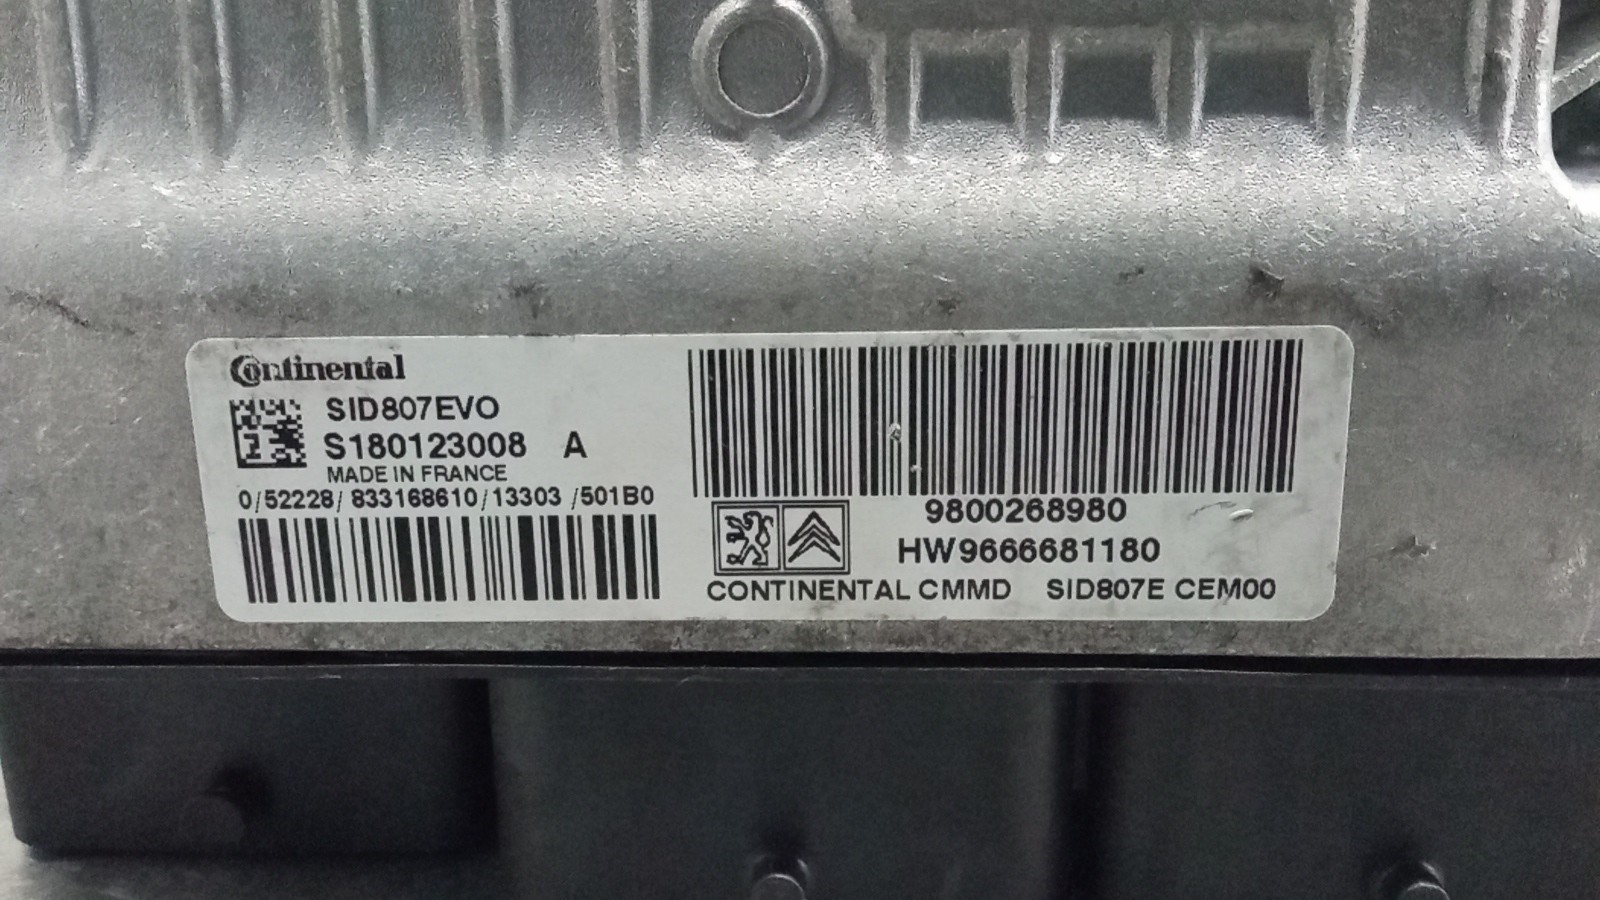 Continental
SID807EVO
S180123008 A
MADE IN FRANCE
0/52228/833168610/13303 /501B0
9800268980
HW9666681180
CONTINENTAL CMMD SID807E CEM00